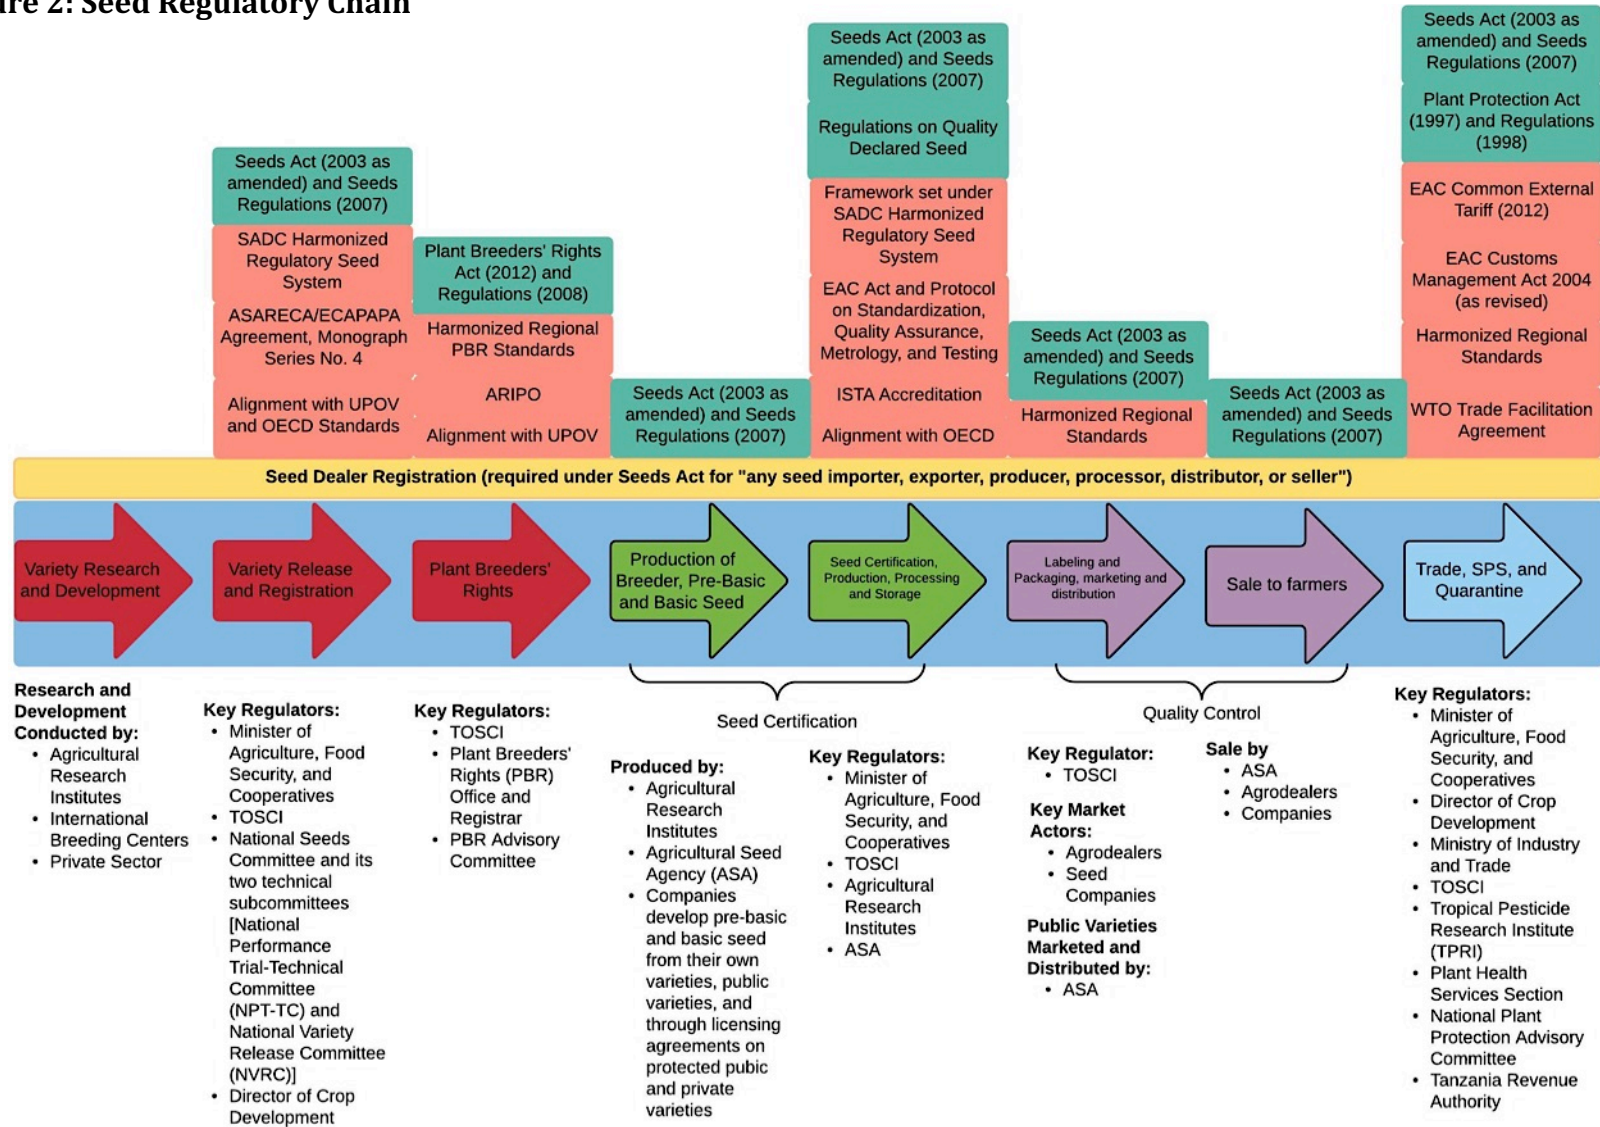 ure 2: Seed Regulatory Chain
Seeds Act (2003 as
amended) and Seeds
Regulations (2007)
SADC Harmonized
Regulatory Seed
System
ASARECA/ECAPAPA
Agreement, Monograph
Series No. 4
Alignment with UPOV
and OECD Standards
Plant Breeders' Rights
Act (2012) and
Regulations (2008)
Harmonized Regional
PBR Standards
ARIPO
Alignment with UPOV
Seeds Act (2003 as
amended) and Seeds
Regulations (2007)
Seeds Act (2003 as
amended) and Seeds
Regulations (2007)
Regulations on Quality
Declared Seed
Framework set under
SADC Harmonized
Regulatory Seed
System
EAC Act and Protocol
on Standardization,
Quality Assurance,
Metrology, and Testing
ISTA Accreditation
Alignment with OECD
Seeds Act (2003 as
amended) and Seeds
Regulations (2007)
Harmonized Regional
Standards
Seeds Act (2003 as
amended) and Seeds
Regulations (2007)
Seeds Act (2003 as
amended) and Seeds
Regulations (2007)
Plant Protection Act
(1997) and Regulations
(1998)
EAC Common External
Tariff (2012)
EAC Customs
Management Act 2004
(as revised)
Harmonized Regional
Standards
WTO Trade Facilitation
Agreement
Seed Dealer Registration (required under Seeds Act for "any seed importer, exporter, producer, processor, distributor, or seller")
Variety Research
and Development
Variety Release
and Registration
Plant Breeders'
Rights
Production of
Breeder, Pre-Basic
and Basic Seed
Seed Certification,
Production, Processing
and Storage
Labeling and
Packaging, marketing and
distribution
Sale to farmers
Trade, SPS, and
Quarantine
Research and
Development
Conducted by:
• Agricultural
Research
Institutes
• International
Breeding Centers
• Private Sector
Key Regulators:
• Minister of
Agriculture, Food
Security, and
Cooperatives
• TOSCI
• National Seeds
Committee and its
two technical
subcommittees
[National
Performance
Trial-Technical
Committee
(NPT-TC) and
National Variety
Release Committee
(NVRC)]
• Director of Crop
Development
Key Regulators:
• TOSCI
• Plant Breeders'
Rights (PBR)
Office and
Registrar
• PBR Advisory
Committee
Seed Certification
Produced by:
• Agricultural
Research
Institutes
• Agricultural Seed
Agency (ASA)
• Companies
develop pre-basic
and basic seed
from their own
varieties, public
varieties, and
through licensing
agreements on
protected pubic
and private
varieties
Key Regulators:
• Minister of
Agriculture, Food
Security, and
Cooperatives
• TOSCI
• Agricultural
Research
Institutes
• ASA
Quality Control
Key Regulator:
• TOSCI
Key Market
Actors:
• Agrodealers
• Seed
Companies
Public Varieties
Marketed and
Distributed by:
• ASA
Sale by
• ASA
• Agrodealers
• Companies
Key Regulators:
• Minister of
Agriculture, Food
Security, and
Cooperatives
• Director of Crop
Development
• Ministry of Industry
and Trade
• TOSCI
• Tropical Pesticide
Research Institute
(TPRI)
• Plant Health
Services Section
• National Plant
Protection Advisory
Committee
• Tanzania Revenue
Authority